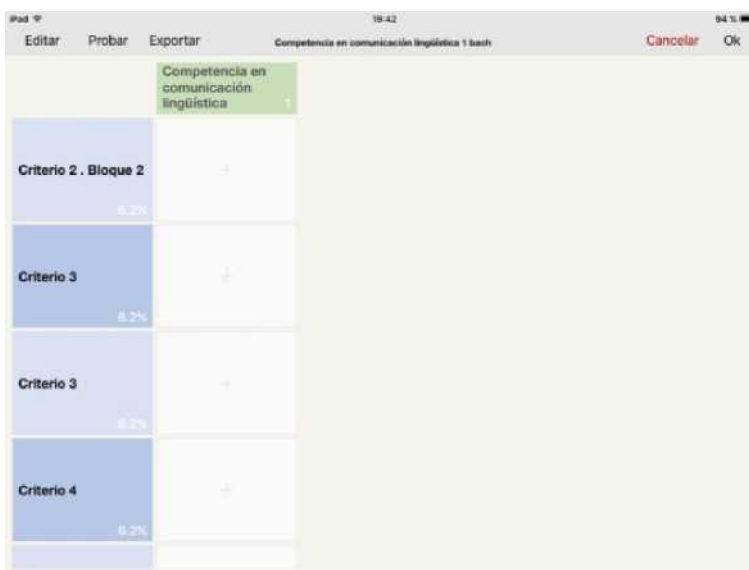 iPad 19:42 94 %
Editar Probar Exportar Competencia en comunicación lingüística 1 bach Cancelar Ok
Competencia en
comunicación
lingüística
1
Criterio 2 . Bloque 2
+
6.2%
Criterio 3
+
6.2%
Criterio 3
+
6.2%
Criterio 4
+
6.2%